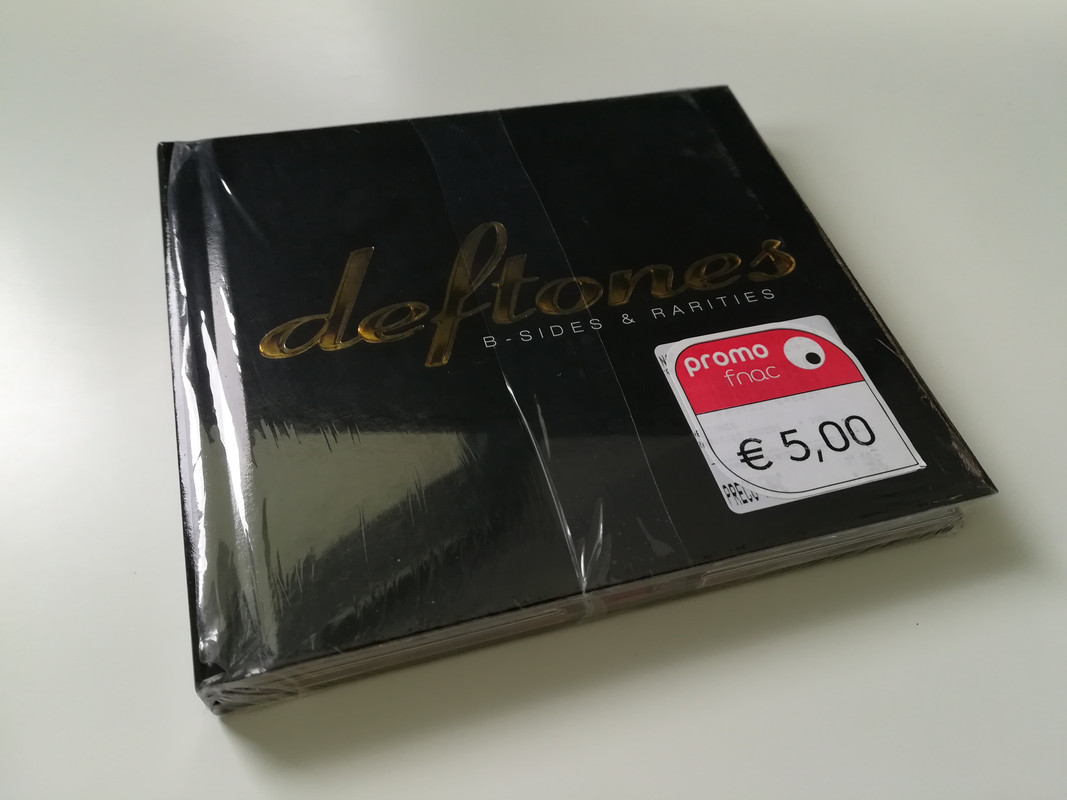 deftones
B-SIDES & RARITIES
promo
fnac
€ 5,00